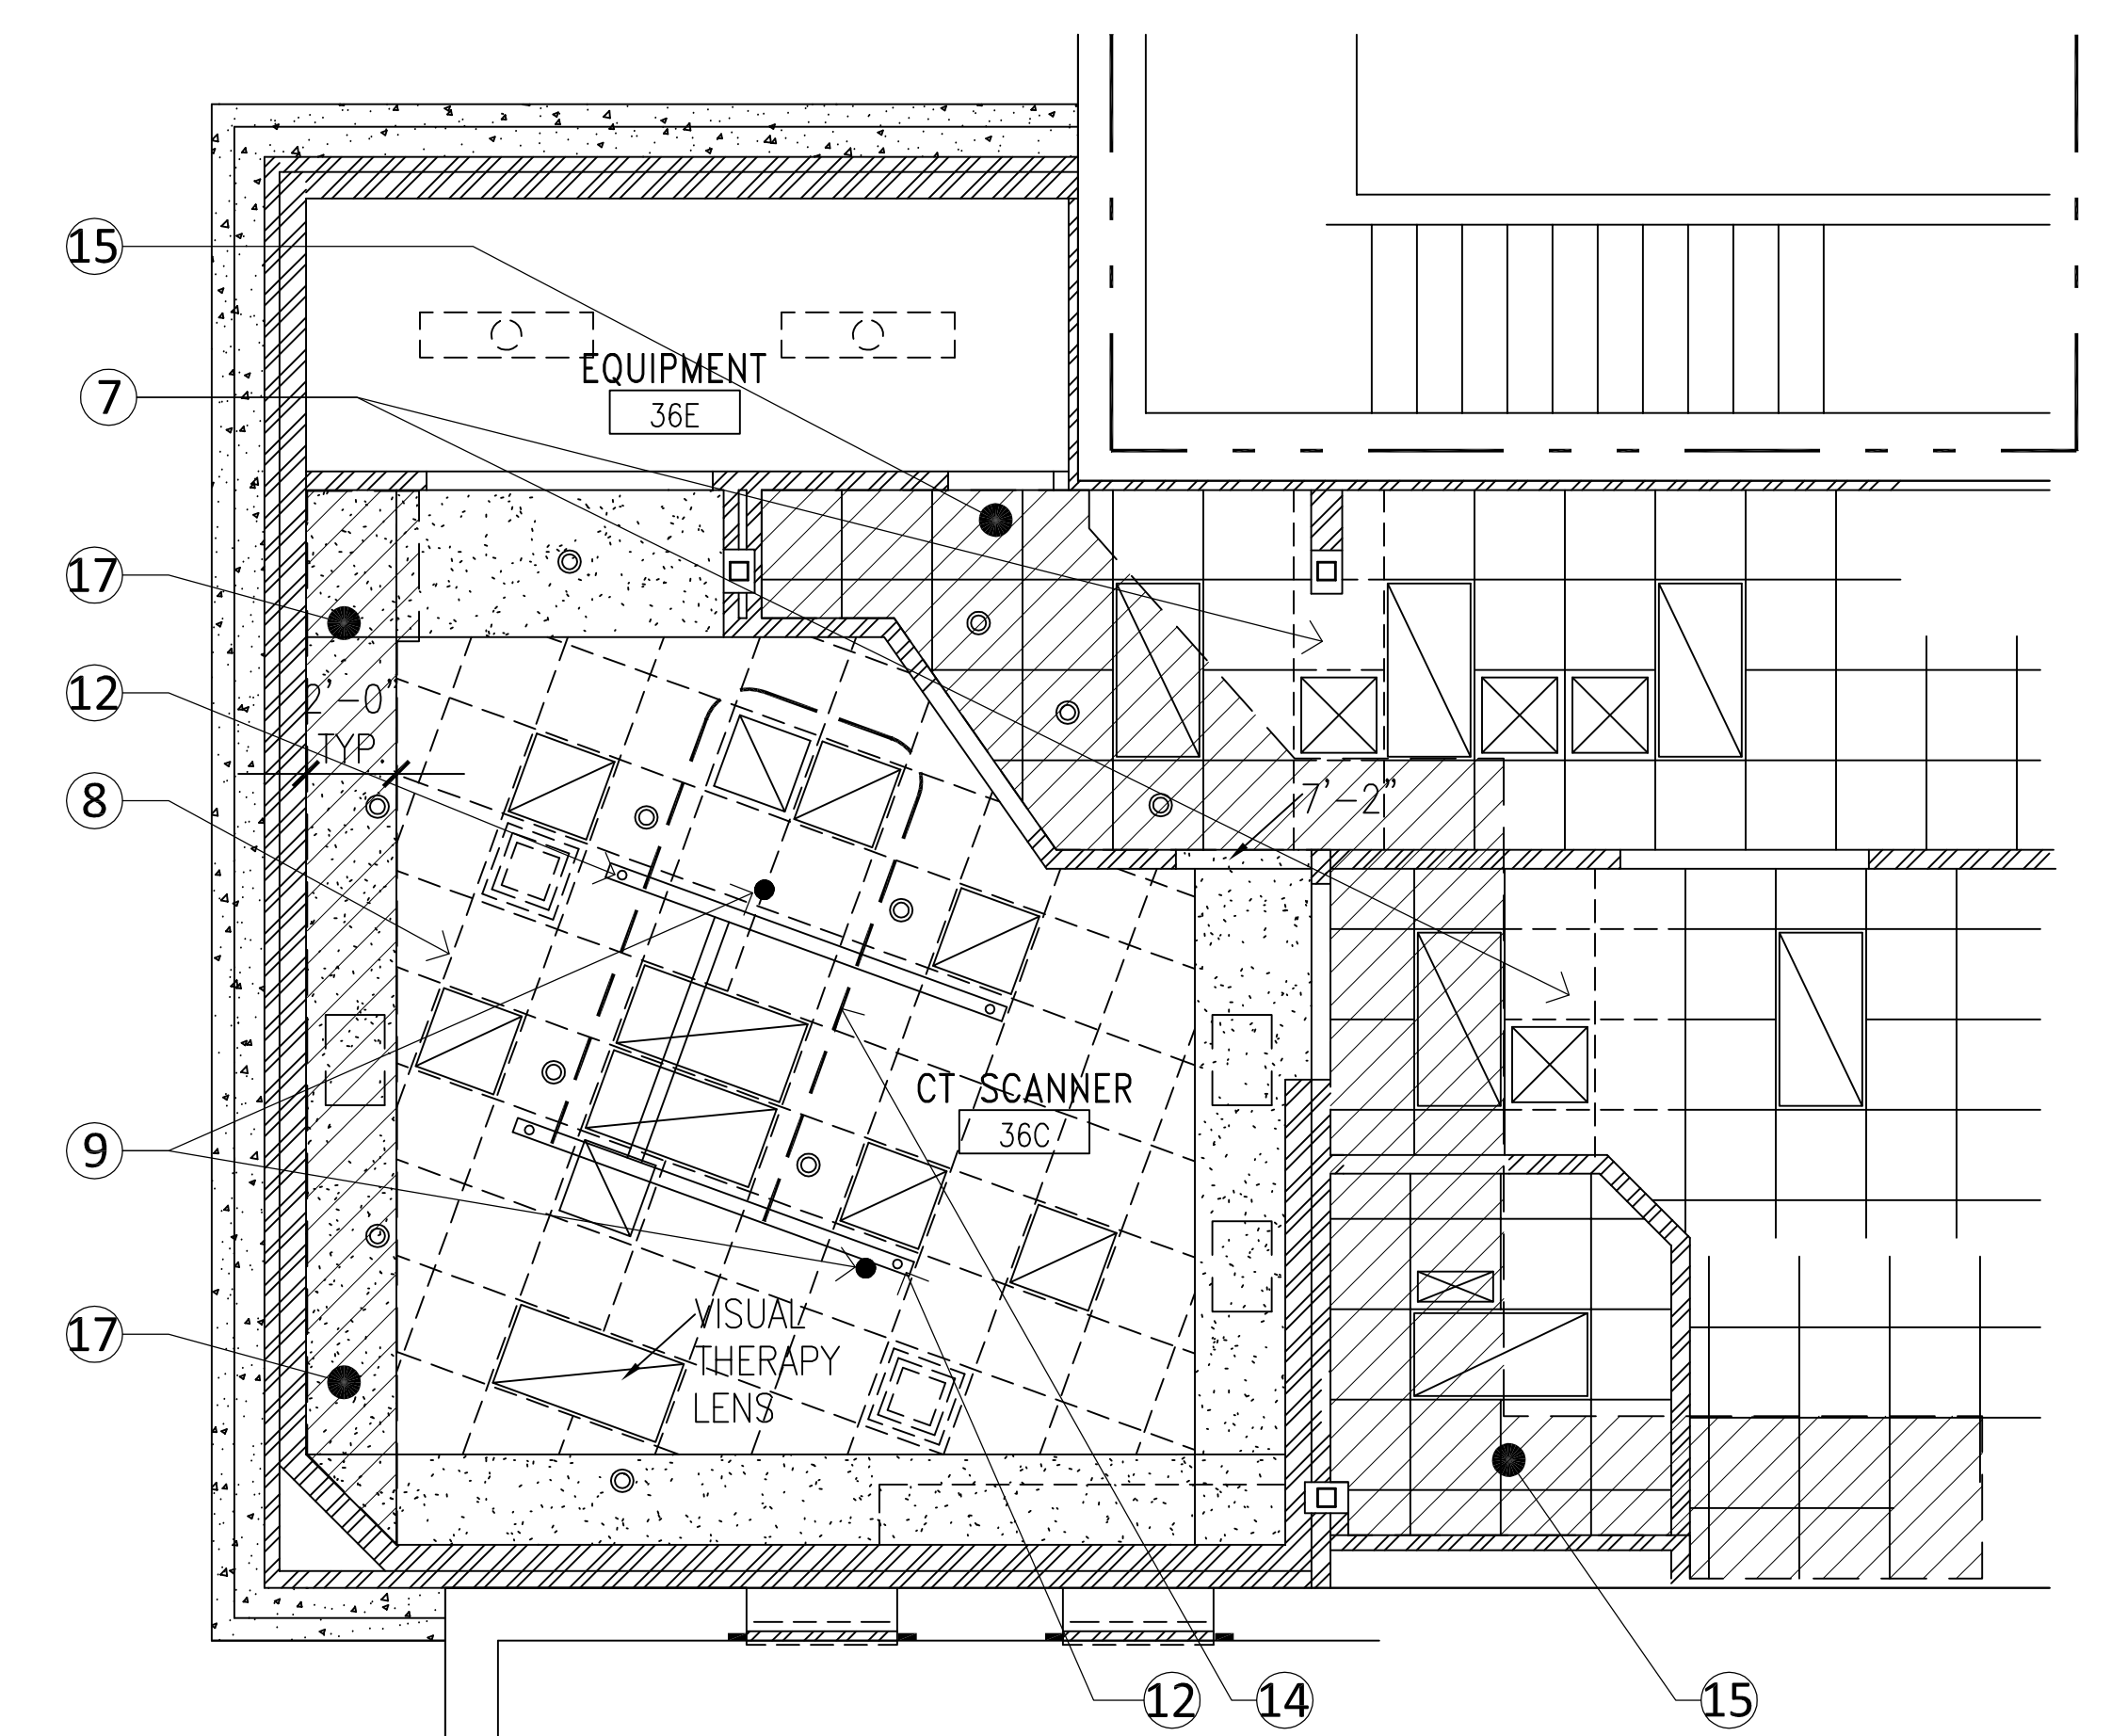 15
EQUIPMENT
36E
7
17
12
2'-0"
TYP
8
7'-2"
CT SCANNER
36C
9
VISUAL
THERAPY
LENS
17
12
14
15